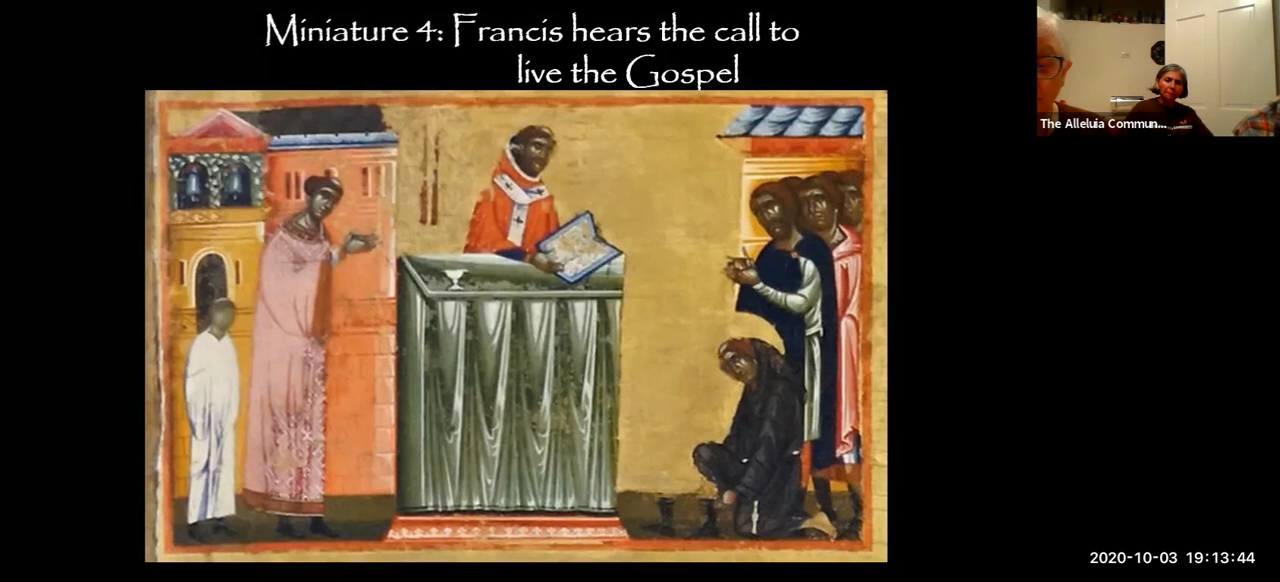 Miniature 4: Francis hears the call to
live the Gospel
The Alleluia Commun...
2020-10-03 19:13:44